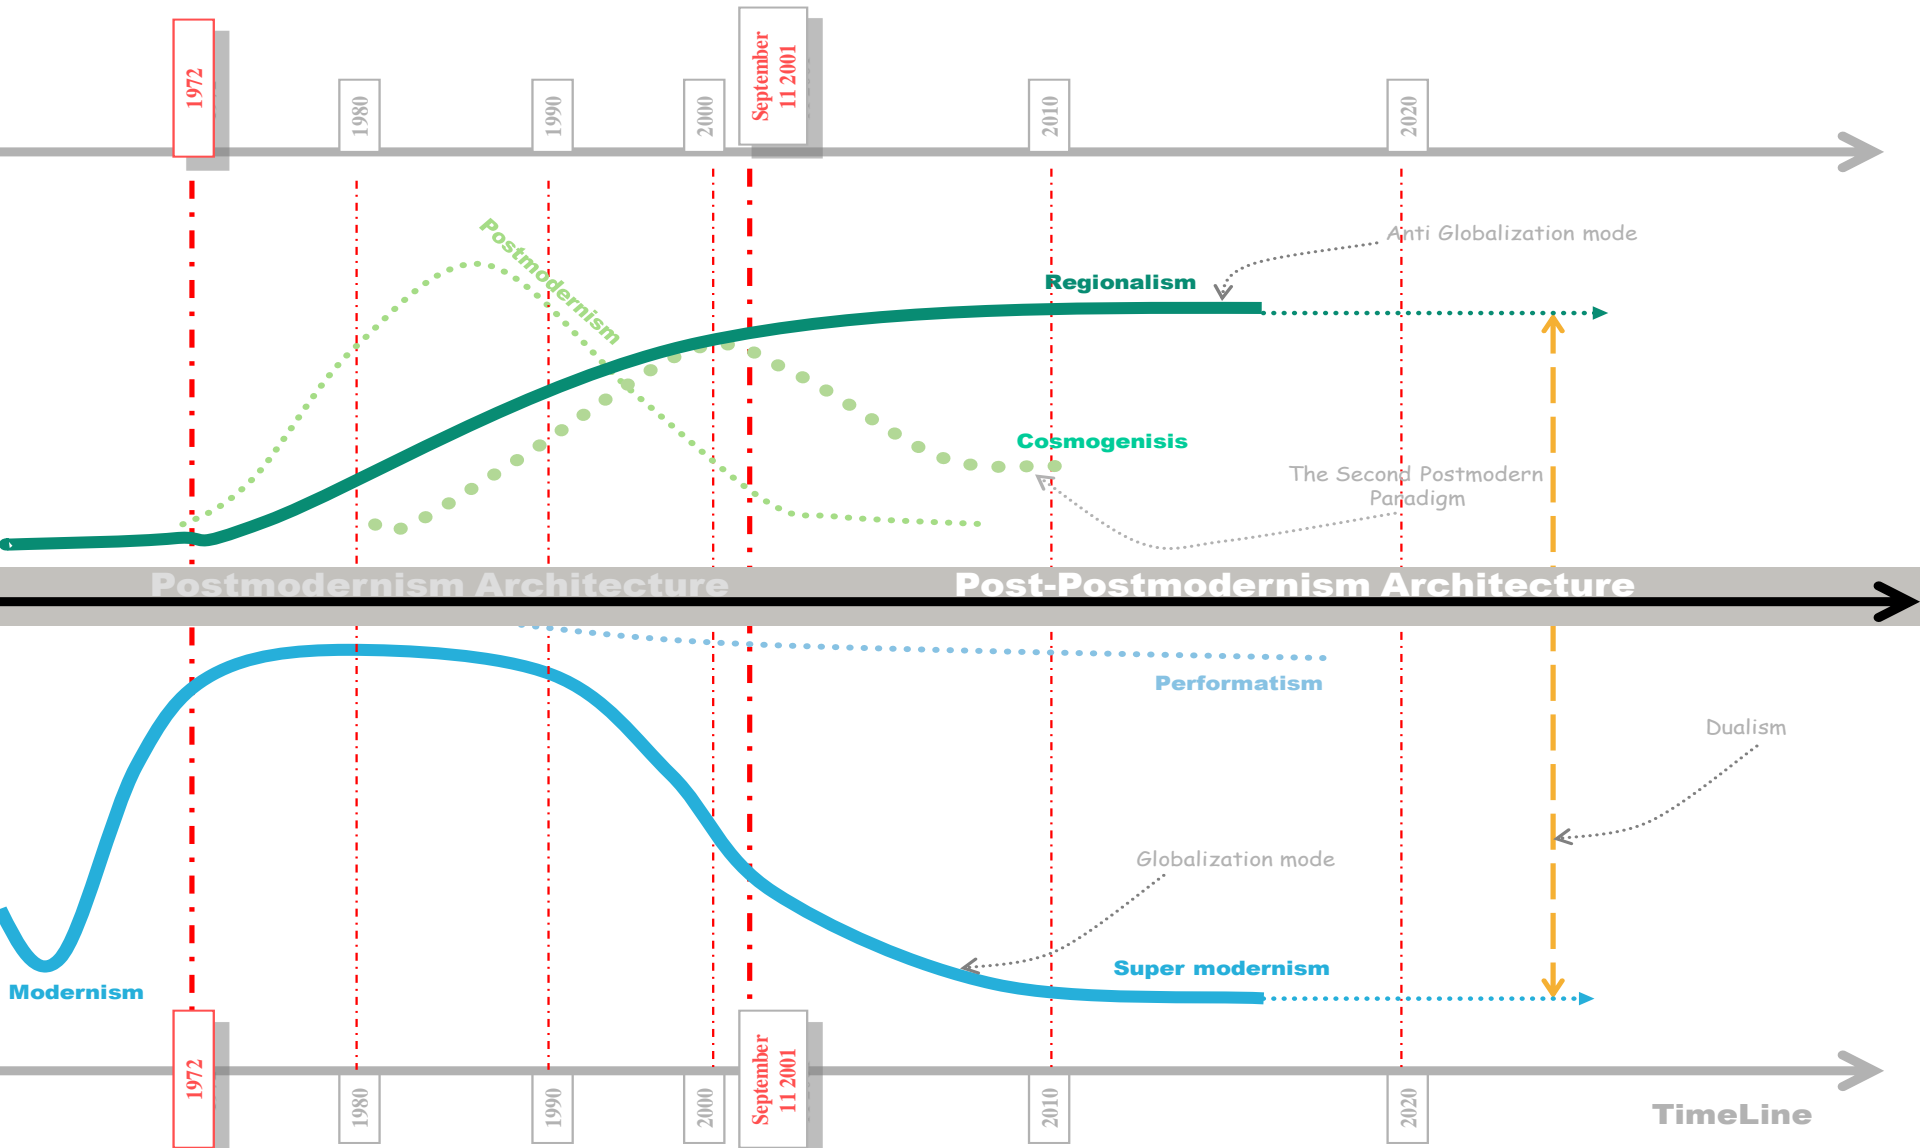 1972
1980
1990
2000
September
11 2001
2010
2020
Postmodernism
Anti Globalization mode
Regionalism
Cosmogenisis
The Second Postmodern
Paradigm
Postmodernism Architecture
Post-Postmodernism Architecture
Performatism
Dualism
Globalization mode
Super modernism
Modernism
1972
1980
1990
2000
September
11 2001
2010
2020
TimeLine